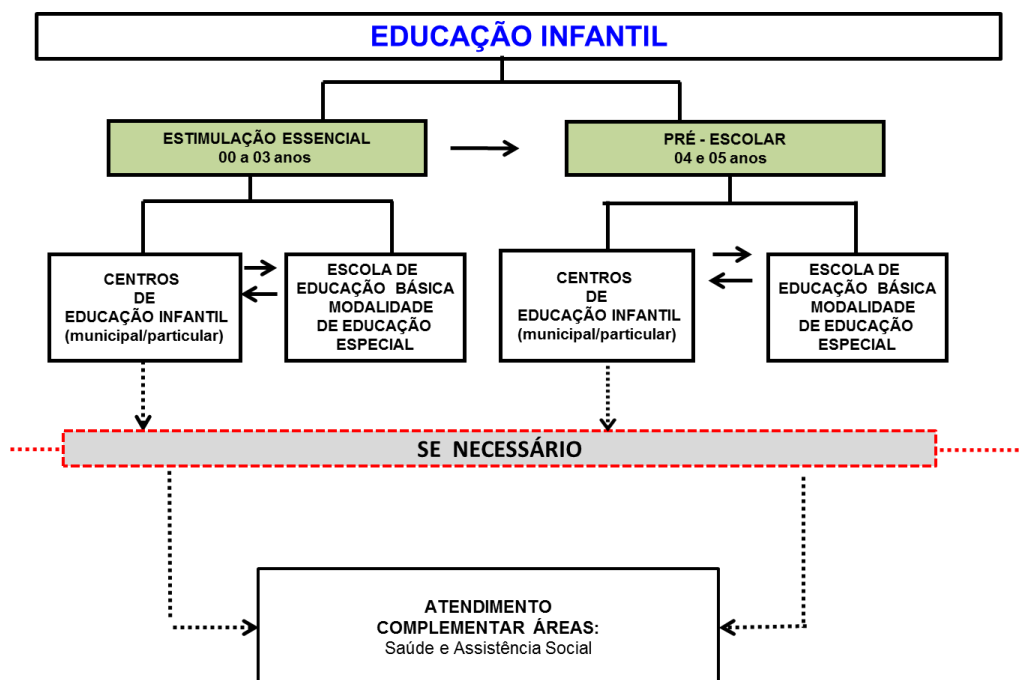 EDUCAÇÃO INFANTIL
ESTIMULAÇÃO ESSENCIAL
00 a 03 anos
PRÉ - ESCOLAR
04 e 05 anos
CENTROS
DE
EDUCAÇÃO INFANTIL
(municipal/particular)
ESCOLA DE
EDUCAÇÃO BÁSICA
MODALIDADE
DE EDUCAÇÃO
ESPECIAL
CENTROS
DE
EDUCAÇÃO INFANTIL
(municipal/particular)
ESCOLA DE
EDUCAÇÃO BÁSICA
MODALIDADE
DE EDUCAÇÃO
ESPECIAL
SE NECESSÁRIO
ATENDIMENTO
COMPLEMENTAR ÁREAS:
Saúde e Assistência Social